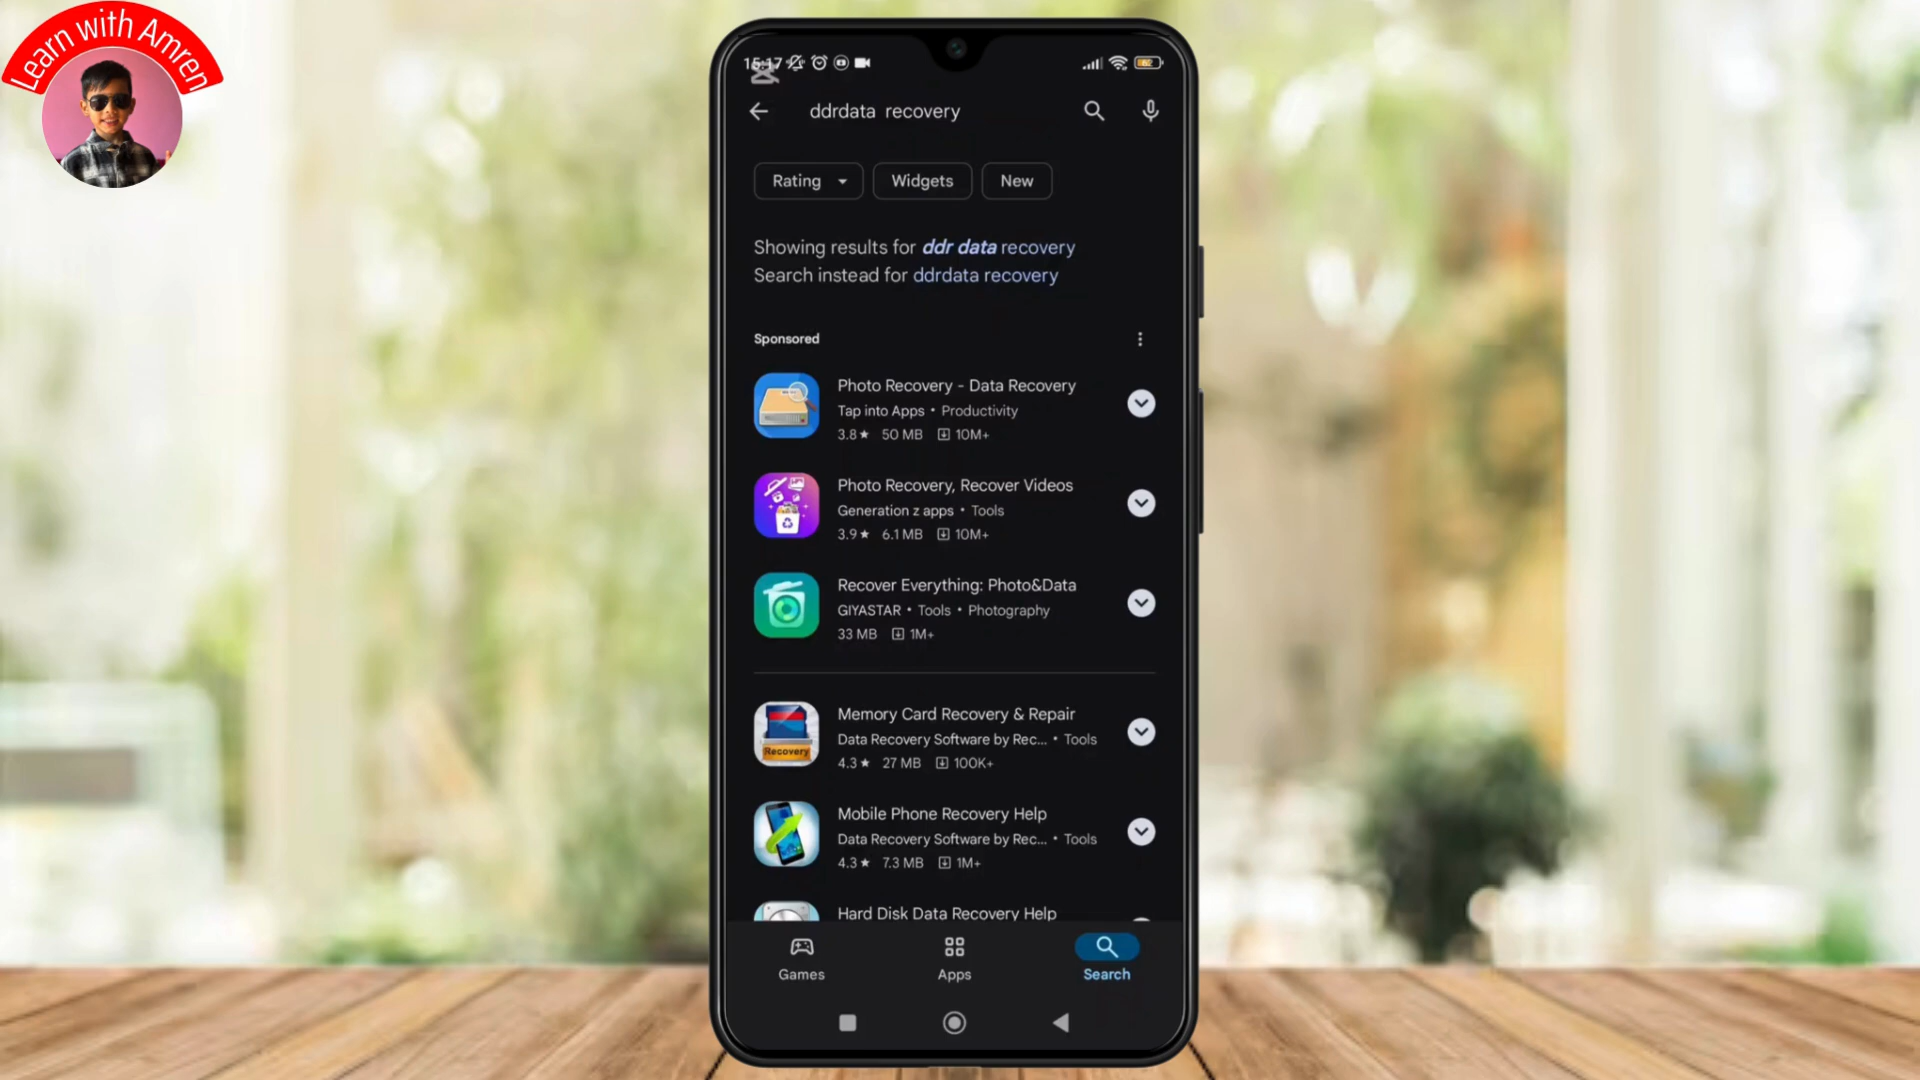 Learn with Amren
15:17
62
ddrdata recovery
Rating
Widgets
New
Showing results for ddr data recovery
Search instead for ddrdata recovery
Sponsored
Photo Recovery - Data Recovery
Tap into Apps • Productivity
3.8★ 50 MB 10M+
Photo Recovery, Recover Videos
Generation z apps • Tools
3.9★ 6.1 MB 10M+
Recover Everything: Photo&Data
GIYASTAR • Tools • Photography
33 MB 1M+
Recovery
Memory Card Recovery & Repair
Data Recovery Software by Rec... • Tools
4.3★ 27 MB 100K+
Mobile Phone Recovery Help
Data Recovery Software by Rec... • Tools
4.3★ 7.3 MB 1M+
Hard Disk Data Recovery Help
Games
Apps
Search